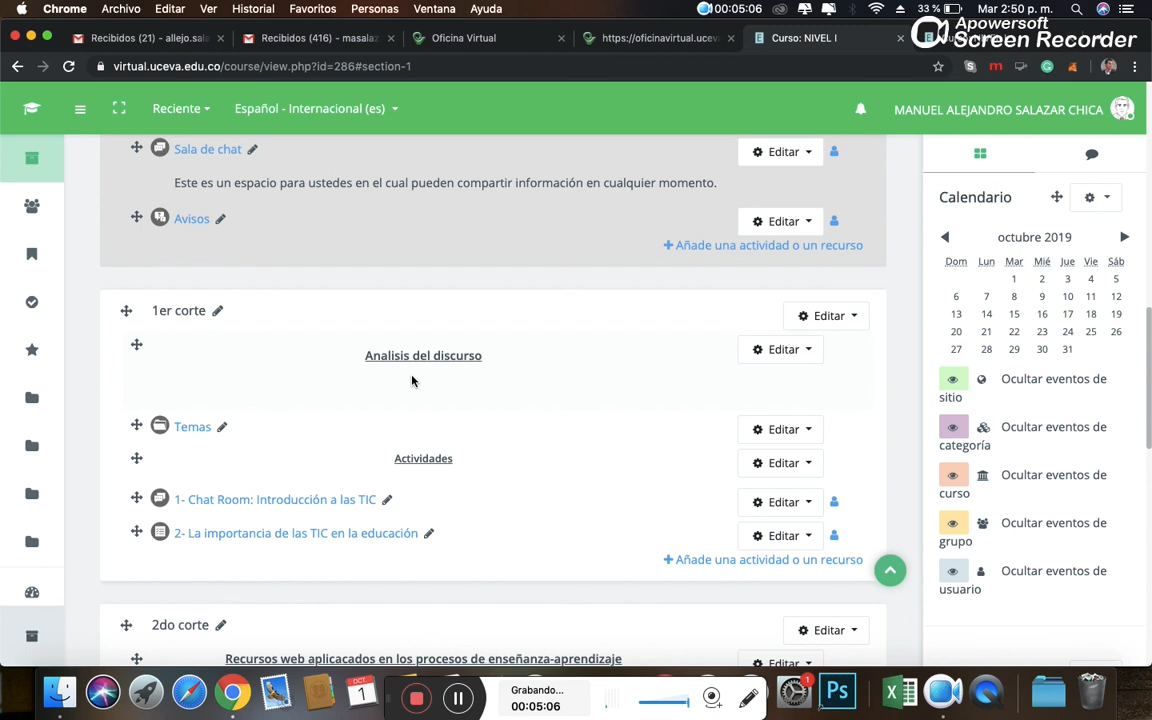 Chrome Archivo Editar Ver Historial Favoritos Personas Ventana Ayuda 00:05:06 33 % Mar 2:50 p. m.
Recibidos (21) - allejo.sala × Recibidos (416) - masalaz × Oficina Virtual × https://oficinavirtual.ucev × Curso: NIVEL I ×
Apowersoft
Screen Recorder
virtual.uceva.edu.co/course/view.php?id=286#section-1
Reciente Español - Internacional (es) MANUEL ALEJANDRO SALAZAR CHICA
Sala de chat Editar
Este es un espacio para ustedes en el cual pueden compartir información en cualquier momento.
Avisos Editar
+Añade una actividad o un recurso
1er corte Editar
Analisis del discurso Editar
Temas Editar
Actividades Editar
1- Chat Room: Introducción a las TIC Editar
2- La importancia de las TIC en la educación Editar
+Añade una actividad o un recurso
2do corte Editar
Recursos web aplicacados en los procesos de enseñanza-aprendizaje Editar
Calendario
octubre 2019
Dom Lun Mar Mié Jue Vie Sáb
1 2 3 4 5
6 7 8 9 10 11 12
13 14 15 16 17 18 19
20 21 22 23 24 25 26
27 28 29 30 31
Ocultar eventos de
sitio
Ocultar eventos de
categoría
Ocultar eventos de
curso
Ocultar eventos de
grupo
Ocultar eventos de
usuario
OCT
1
Grabando...
00:05:06
1
Ps